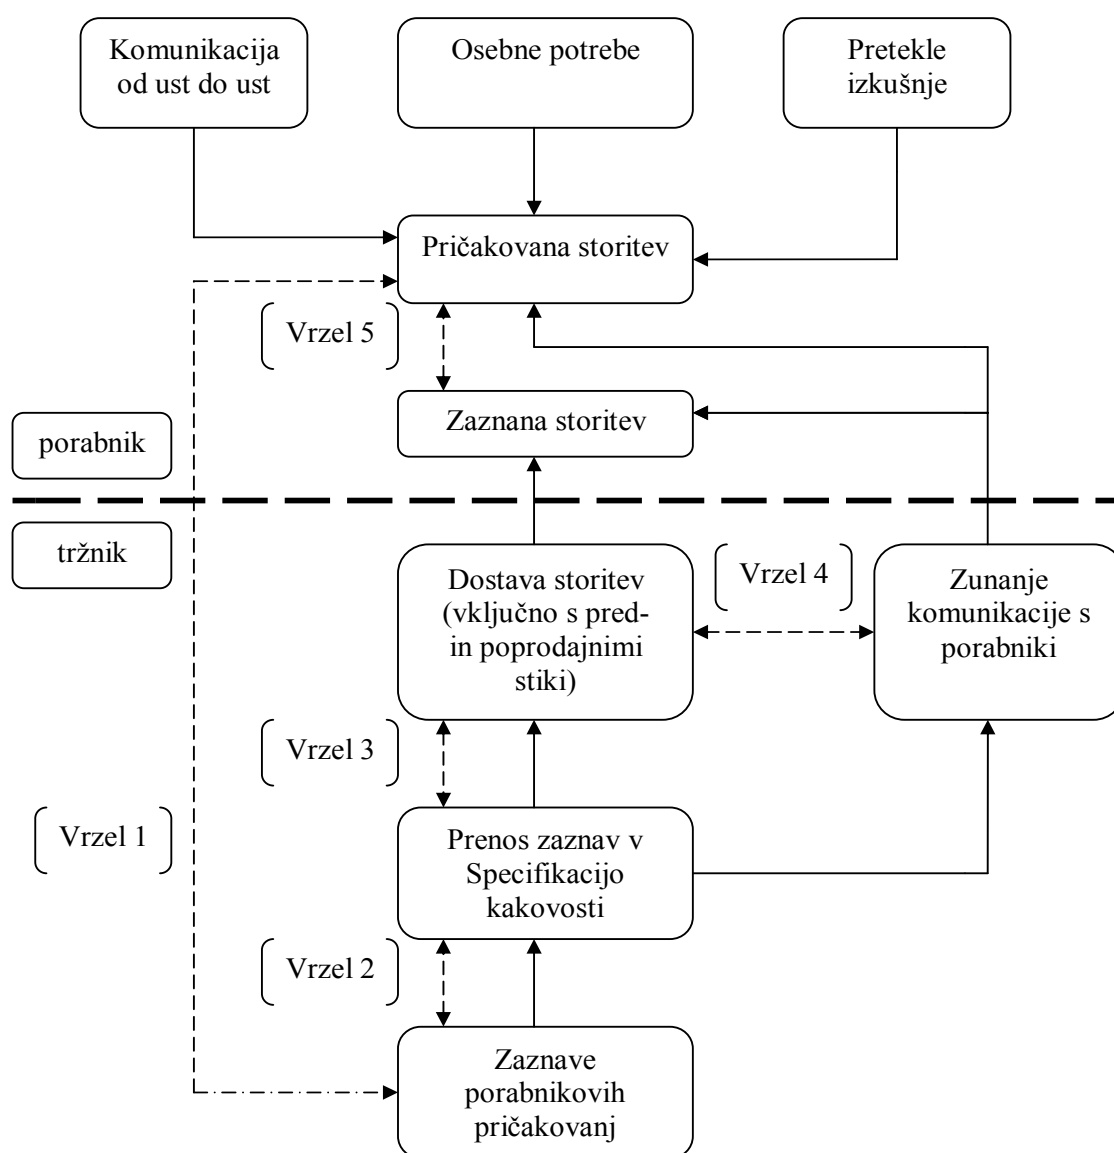 Komunikacija
od ust do ust
Osebne potrebe
Pretekle
izkušnje
Pričakovana storitev
Vrzel 5
Zaznana storitev
porabnik
tržnik
Dostava storitev
(vključno s pred-
in poprodajnimi
stiki)
Vrzel 4
Zunanje
komunikacije s
porabniki
Vrzel 3
Vrzel 1
Prenos zaznav v
Specifikacijo
kakovosti
Vrzel 2
Zaznave
porabnikovih
pričakovanj